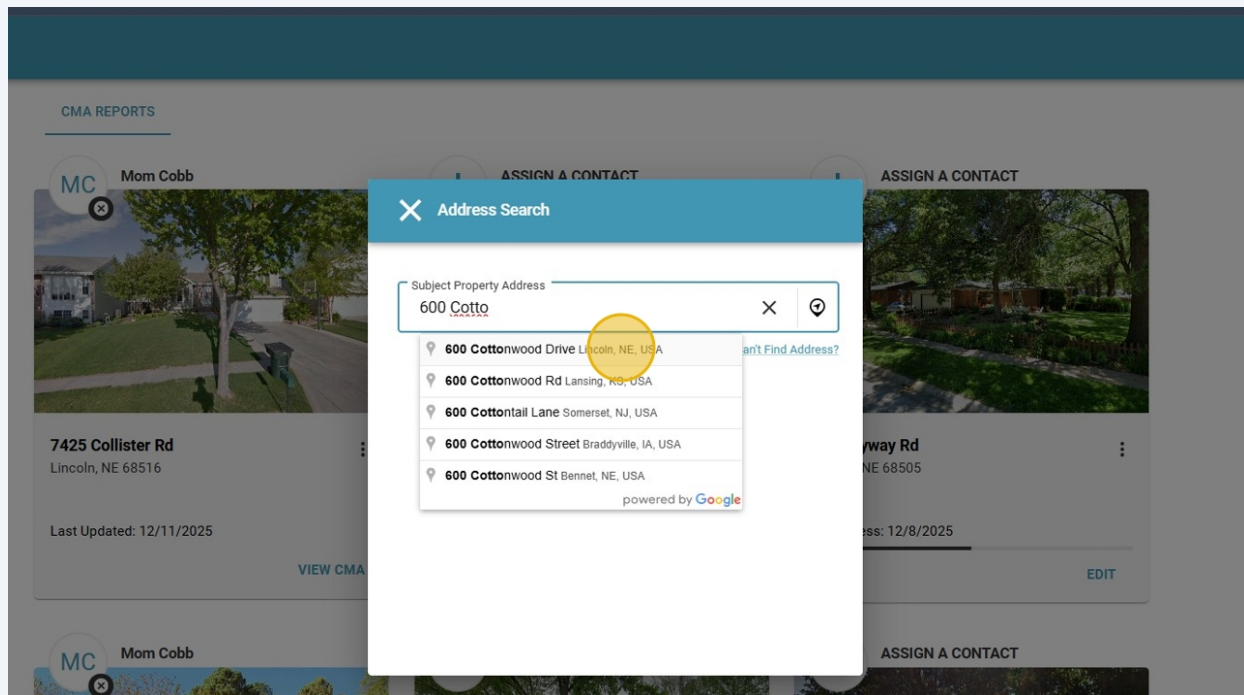 CMA REPORTS
MC
Mom Cobb
ASSIGN A CONTACT
ASSIGN A CONTACT
Address Search
Subject Property Address
600 Cotto
600 Cottonwood Drive Lincoln, NE, USA
an't Find Address?
600 Cottonwood Rd Lansing, KS, USA
600 Cottontail Lane Somerset, NJ, USA
600 Cottonwood Street Braddyville, IA, USA
600 Cottonwood St Bennet, NE, USA
powered by Google
7425 Collister Rd
Lincoln, NE 68516
Last Updated: 12/11/2025
VIEW CMA
yway Rd
NE 68505
ess: 12/8/2025
EDIT
MC
Mom Cobb
ASSIGN A CONTACT